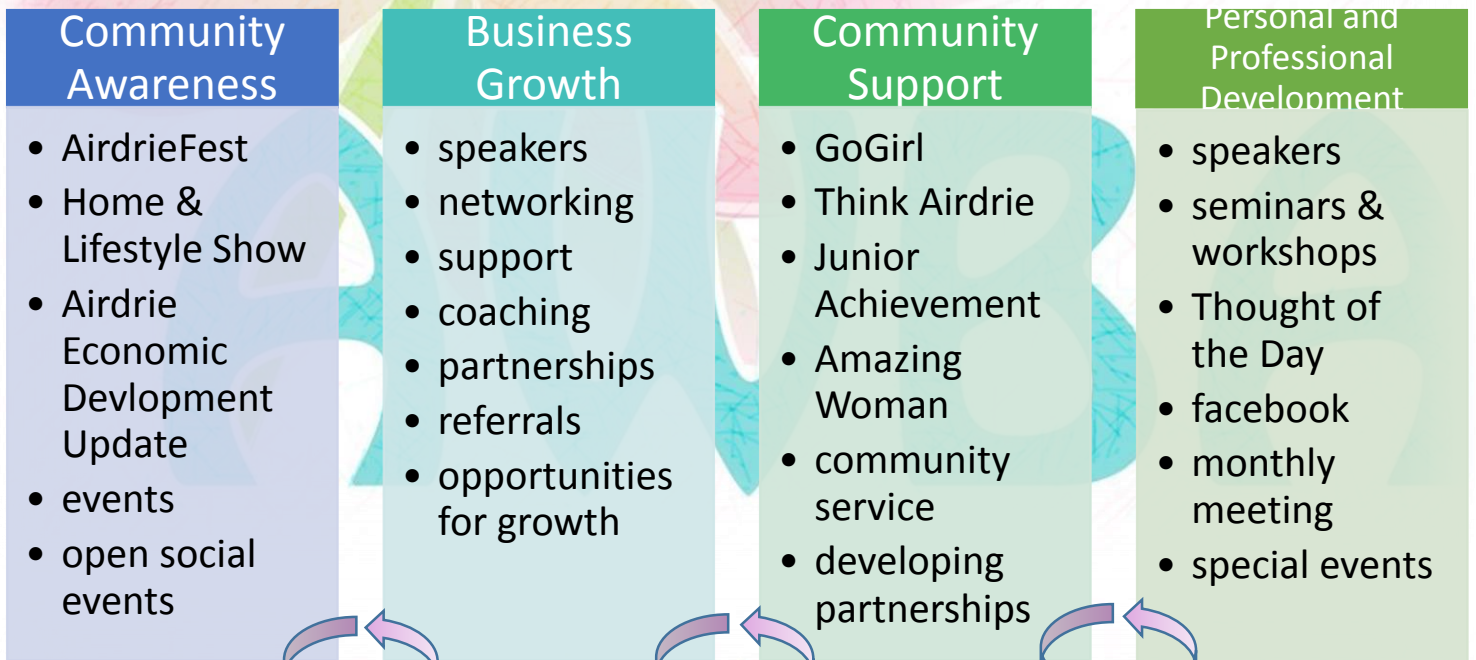 Community
Awareness
• AirdrieFest
• Home &
Lifestyle Show
• Airdrie
Economic
Devlopment
Update
• events
• open social
events
Business
Growth
• speakers
• networking
• support
• coaching
• partnerships
• referrals
• opportunities
for growth
Community
Support
• GoGirl
• Think Airdrie
• Junior
Achievement
• Amazing
Woman
• community
service
• developing
partnerships
Personal and
Professional
Development
• speakers
• seminars &
workshops
• Thought of
the Day
• facebook
• monthly
meeting
• special events
AWBA